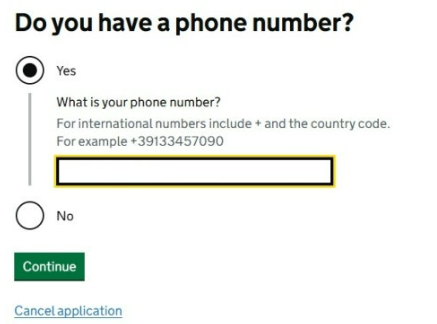 Do you have a phone number?
Yes
What is your phone number?
For international numbers include + and the country code.
For example +39133457090
No
Continue
Cancel application